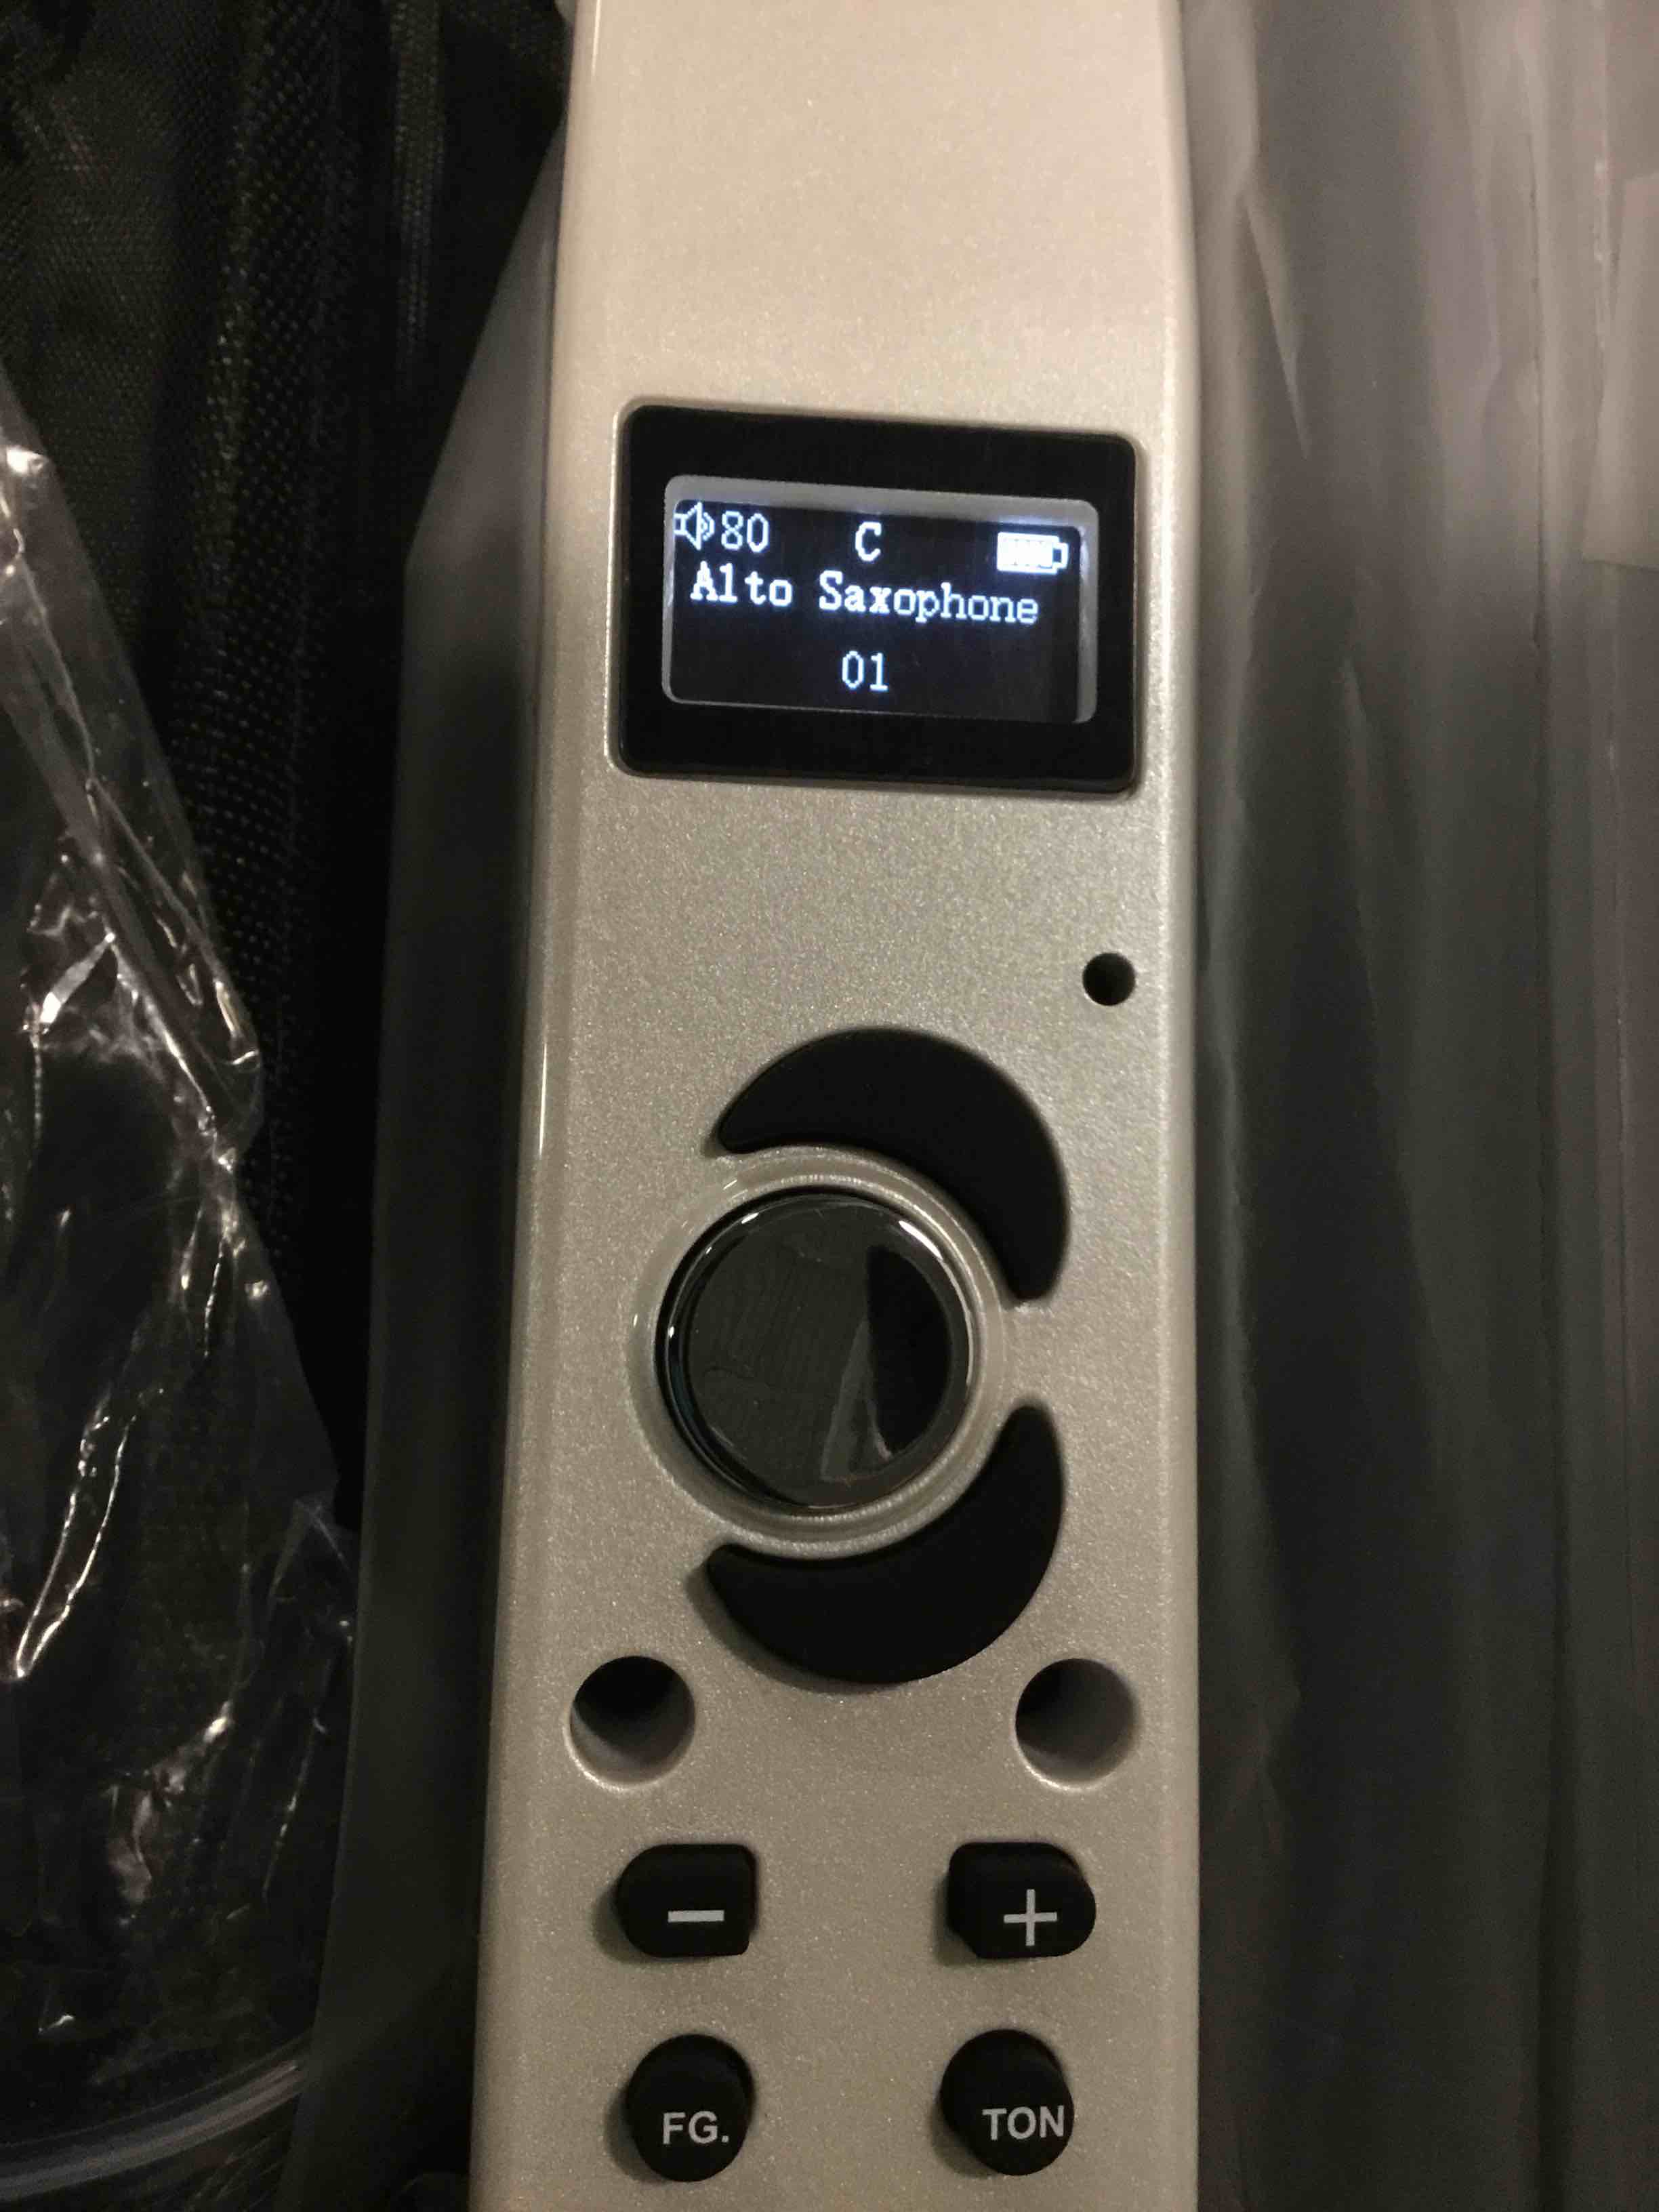 80 C
Alto Saxophone
01
− +
FG. TON